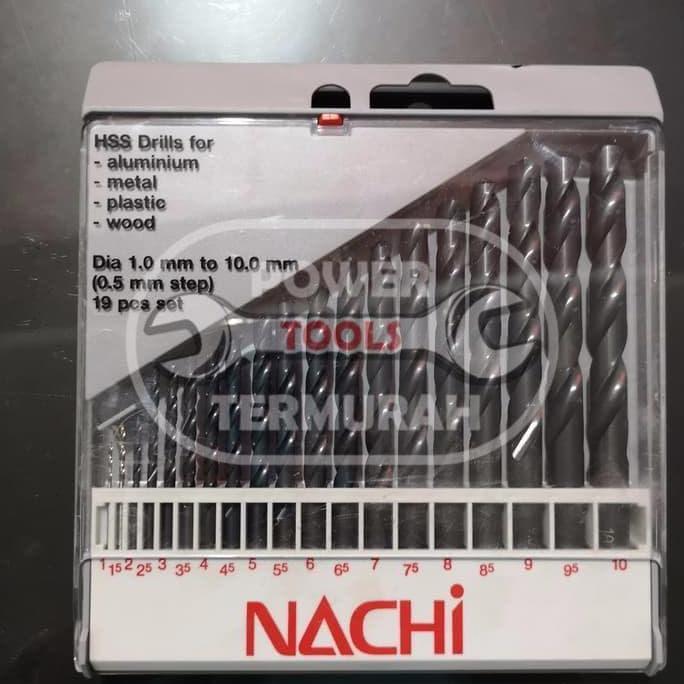 HSS Drills for
- aluminium
- metal
- plastic
- wood
Dia 1.0 mm to 10.0 mm
(0.5 mm step)
19 pcs set
POWER
TOOLS
TERMURAH
10
1 15 2 25 3 35 4 45 5 55 6 65 7 75 8 85 9 95 10
NACHi